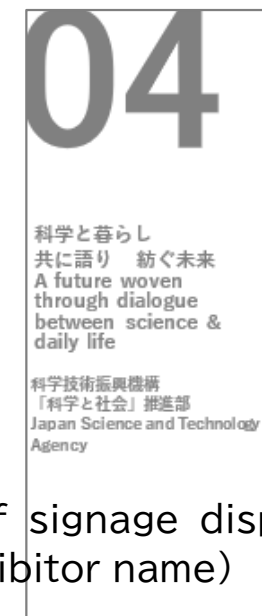 04
科学と暮らし
共に語り　紡ぐ未来
A future woven
through dialogue
between science &
daily life
科学技術振興機構
「科学と社会」推進部
Japan Science and Technology
Agency
f signage disp
ibitor name)